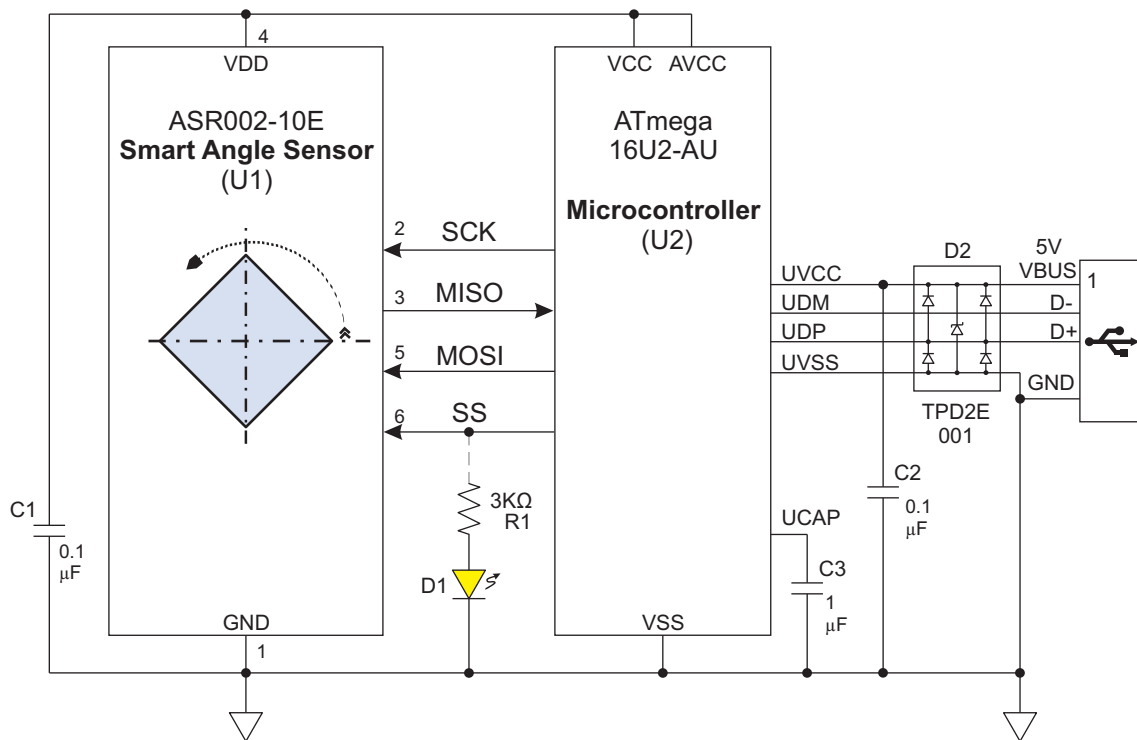 4
VDD
VCC AVCC
ASR002-10E
Smart Angle Sensor
(U1)
ATmega
16U2-AU
Microcontroller
(U2)
2
SCK
3
MISO
5
MOSI
6
SS
UVCC
UDM
UDP
UVSS
D2
TPD2E
001
5V
VBUS
D-
D+
GND
1
C1
0.1
μF
3KΩ
R1
D1
UCAP
C3
1
μF
C2
0.1
μF
GND
1
VSS